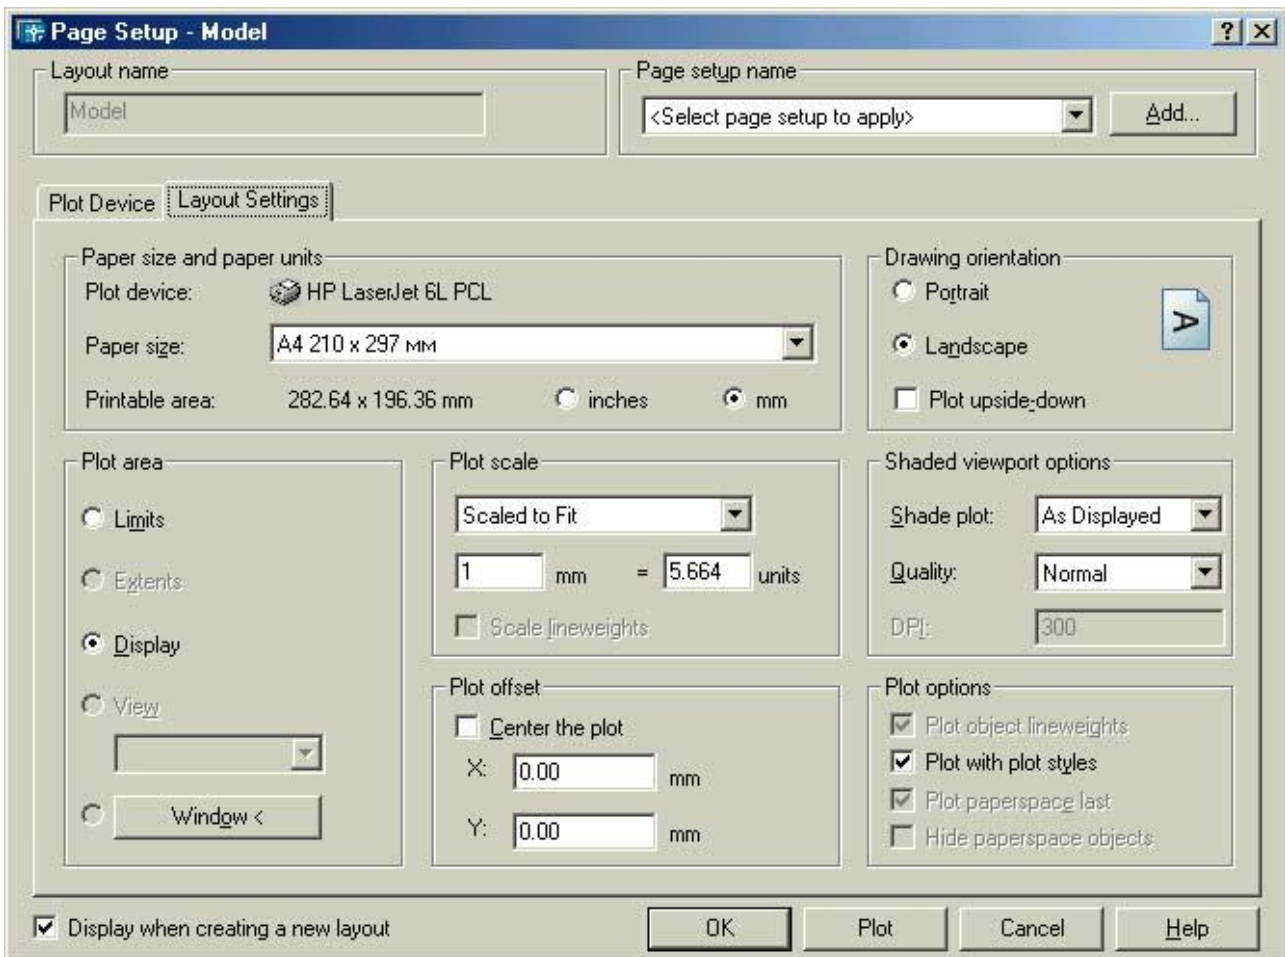 Page Setup - Model
Layout name
Model
Page setup name
<Select page setup to apply>
Add...
Plot Device
Layout Settings
Paper size and paper units
Plot device:
HP LaserJet 6L PCL
Paper size:
A4 210 x 297 мм
Printable area:
282.64 x 196.36 mm
inches
mm
Drawing orientation
Portrait
Landscape
A
Plot upside-down
Plot area
Limits
Extents
Display
View
Window <
Plot scale
Scaled to Fit
1 mm = 5.664 units
Scale lineweights
Shaded viewport options
Shade plot: As Displayed
Quality: Normal
DPI: 300
Plot offset
Center the plot
X: 0.00 mm
Y: 0.00 mm
Plot options
Plot object lineweights
Plot with plot styles
Plot paperspace last
Hide paperspace objects
Display when creating a new layout
OK
Plot
Cancel
Help